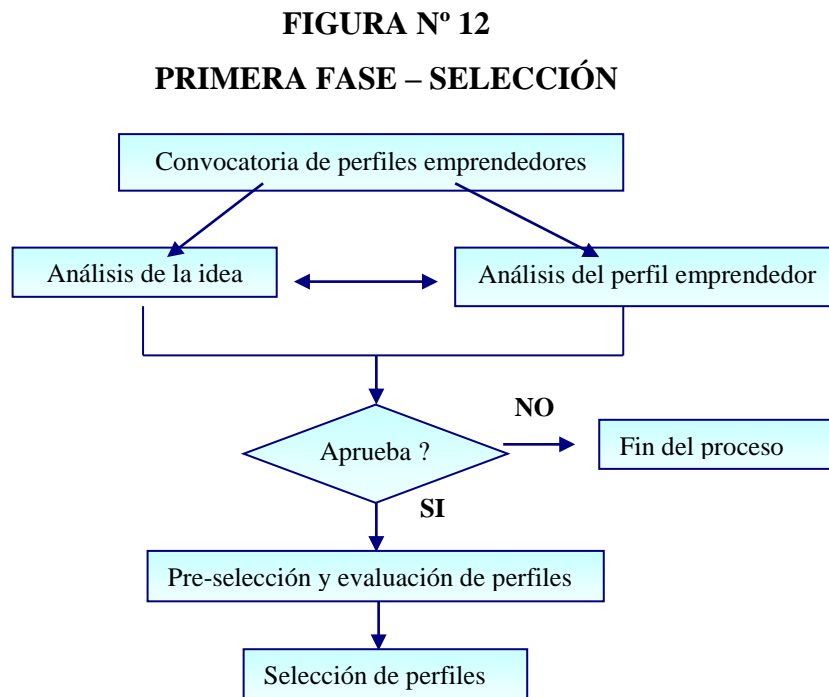 FIGURA Nº 12
PRIMERA FASE – SELECCIÓN
Convocatoria de perfiles emprendedores
Análisis de la idea
Análisis del perfil emprendedor
Aprueba ?
NO
Fin del proceso
SI
Pre-selección y evaluación de perfiles
Selección de perfiles